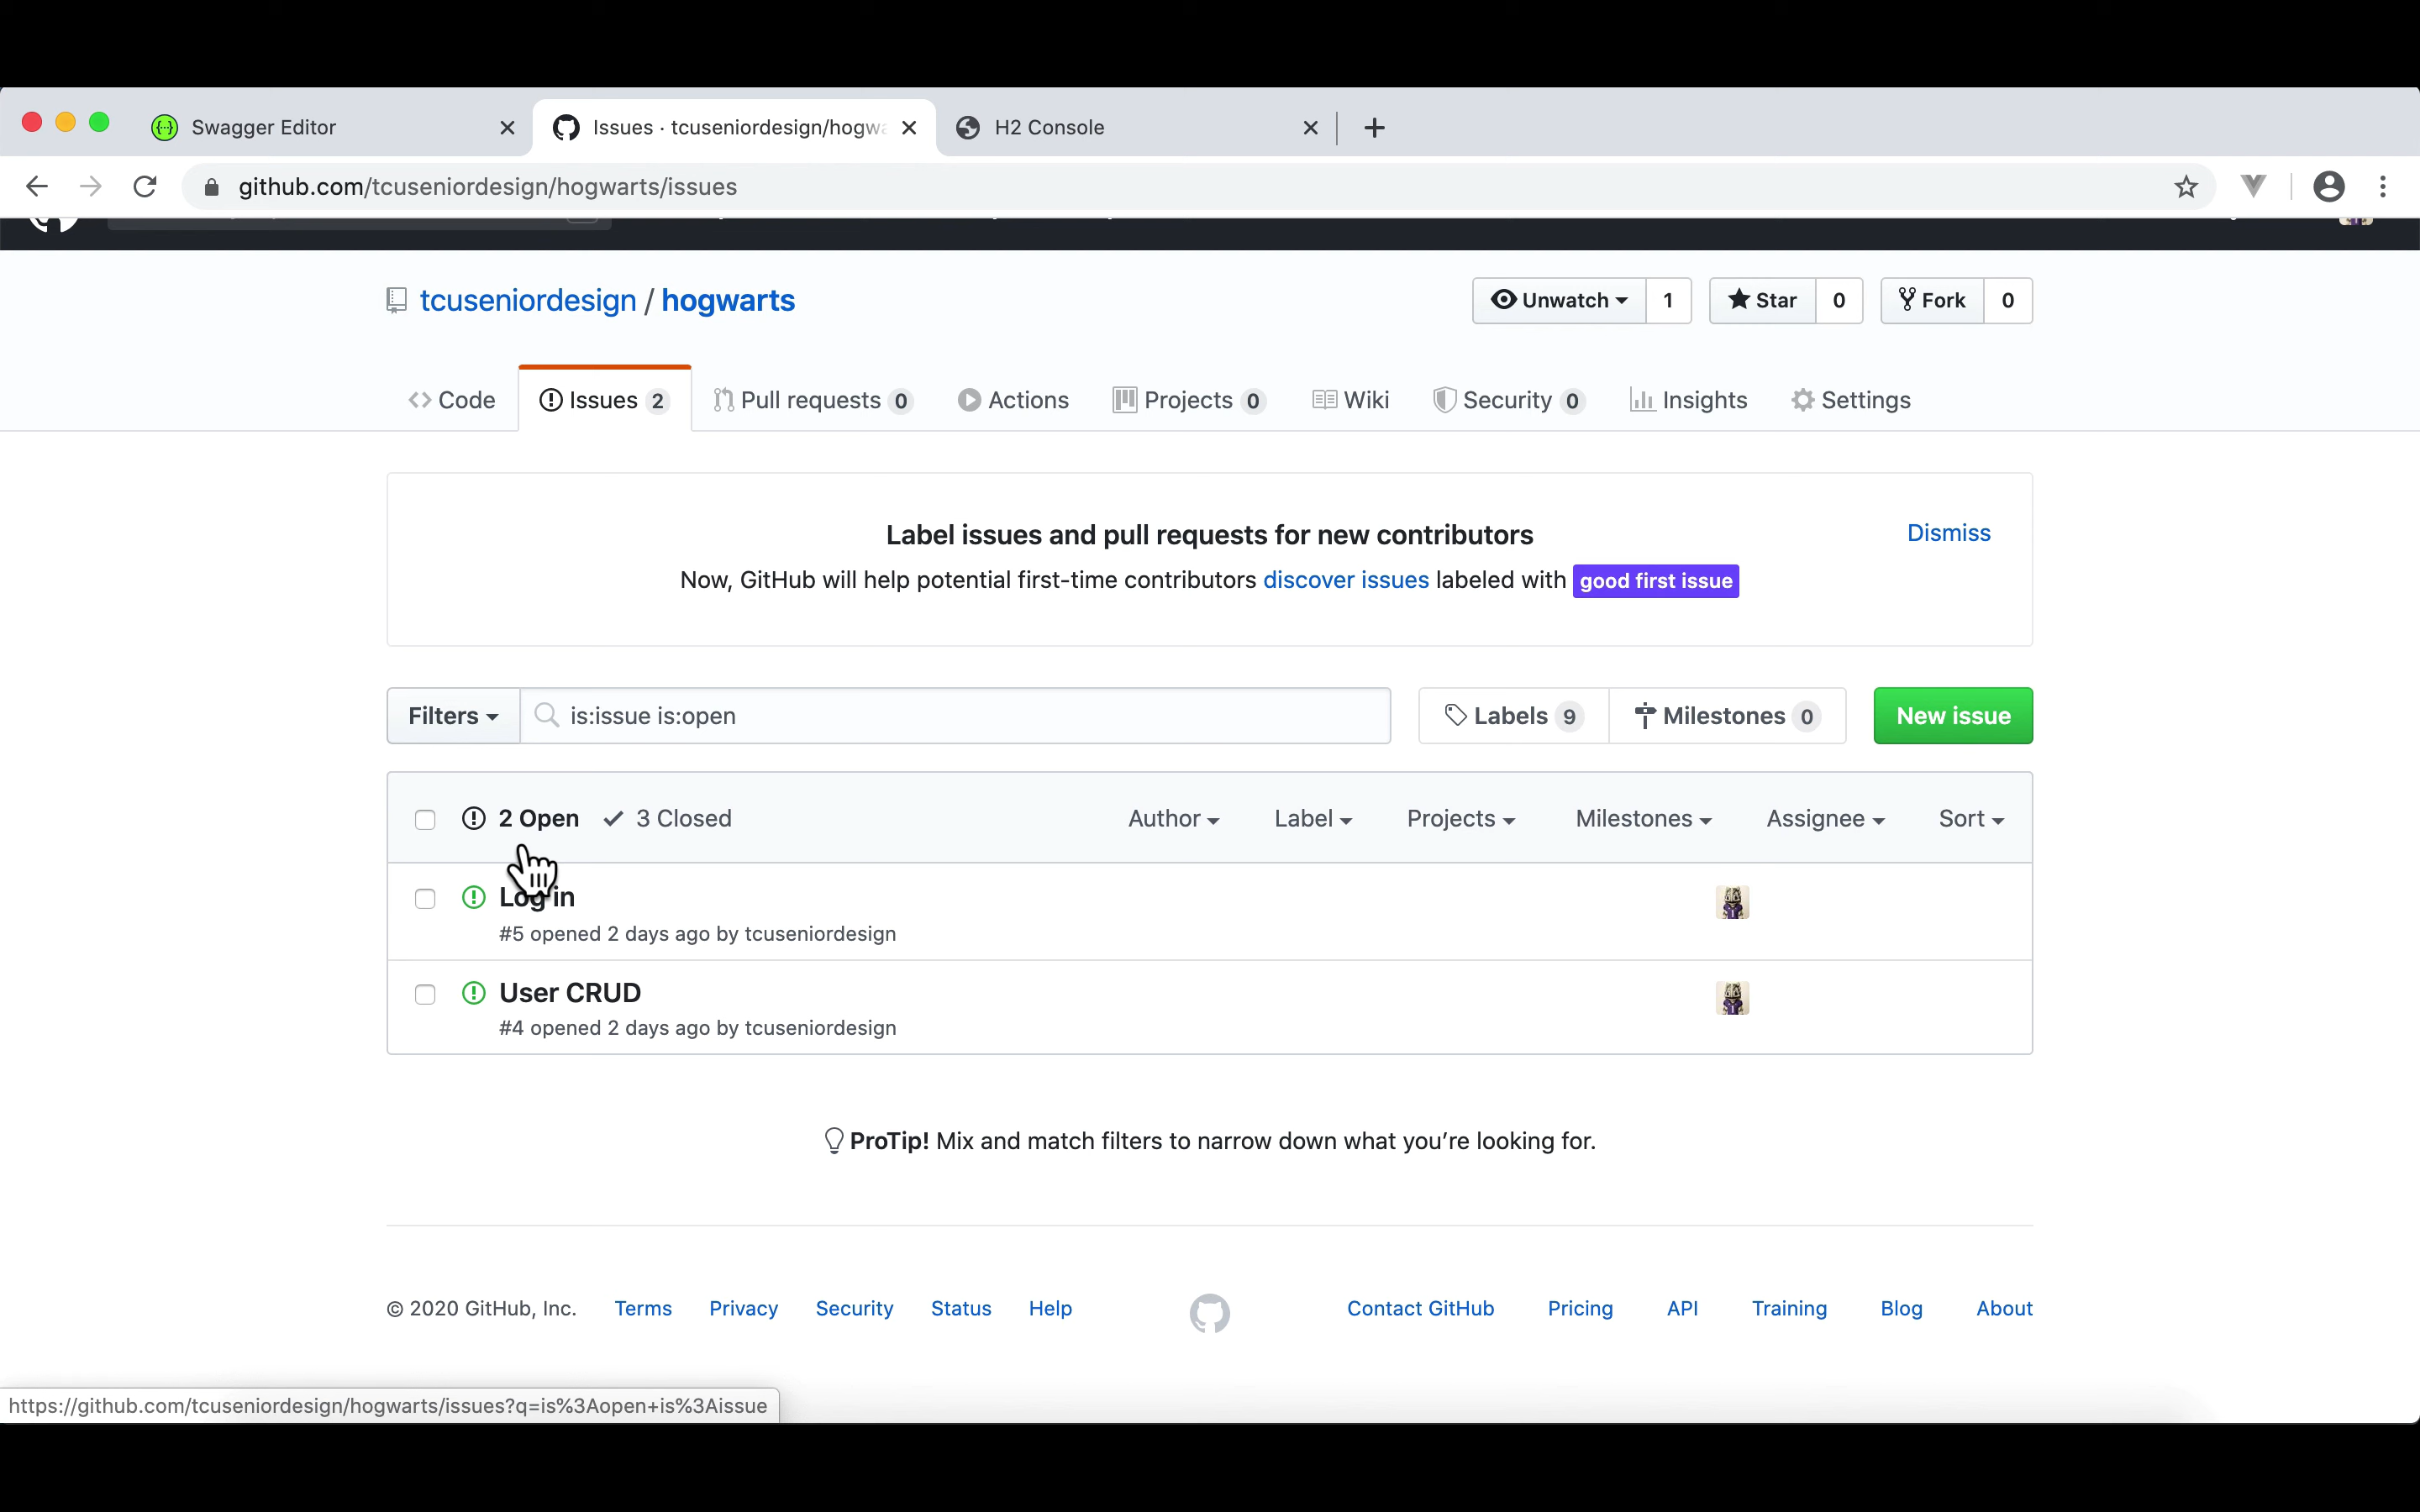 Swagger Editor
Issues · tcuseniordesign/hogwa
H2 Console
github.com/tcuseniordesign/hogwarts/issues
tcuseniordesign / hogwarts
Unwatch 1 Star 0 Fork 0
Code Issues 2 Pull requests 0 Actions Projects 0 Wiki Security 0 Insights Settings
Label issues and pull requests for new contributors
Dismiss
Now, GitHub will help potential first-time contributors discover issues labeled with good first issue
Filters is:issue is:open Labels 9 Milestones 0 New issue
2 Open 3 Closed Author Label Projects Milestones Assignee Sort
Login
#5 opened 2 days ago by tcuseniordesign
User CRUD
#4 opened 2 days ago by tcuseniordesign
ProTip! Mix and match filters to narrow down what you’re looking for.
© 2020 GitHub, Inc. Terms Privacy Security Status Help Contact GitHub Pricing API Training Blog About
https://github.com/tcuseniordesign/hogwarts/issues?q=is%3Aopen+is%3Aissue